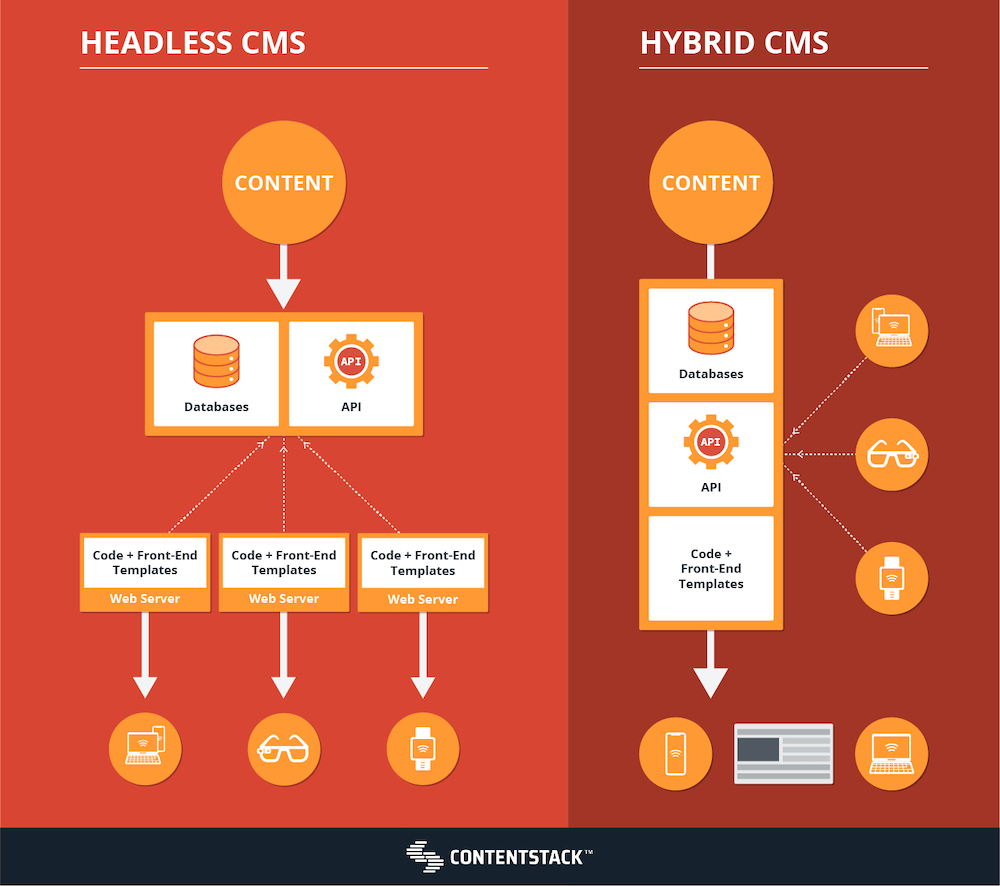 HEADLESS CMS
CONTENT
Databases
API
API
Code + Front-End
Templates
Web Server
Code + Front-End
Templates
Web Server
Code + Front-End
Templates
Web Server
HYBRID CMS
CONTENT
Databases
API
API
Code +
Front-End
Templates
CONTENTSTACK™